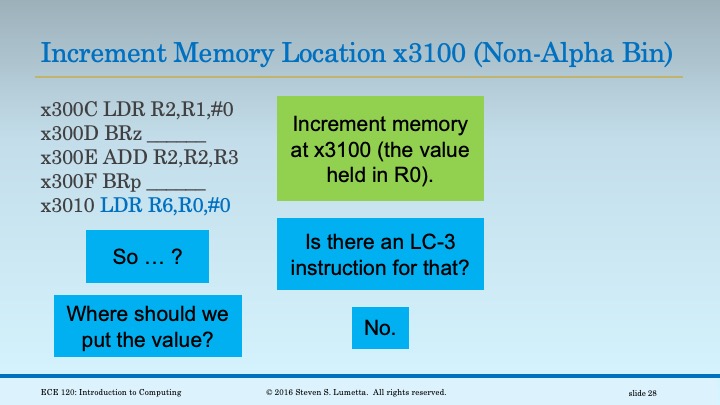 Increment Memory Location x3100 (Non-Alpha Bin)
x300C LDR R2,R1,#0
x300D BRz ______
x300E ADD R2,R2,R3
x300F BRp ______
x3010 LDR R6,R0,#0
Increment memory
at x3100 (the value
held in R0).
So … ?
Is there an LC-3
instruction for that?
Where should we
put the value?
No.
ECE 120: Introduction to Computing
© 2016 Steven S. Lumetta. All rights reserved.
slide 28